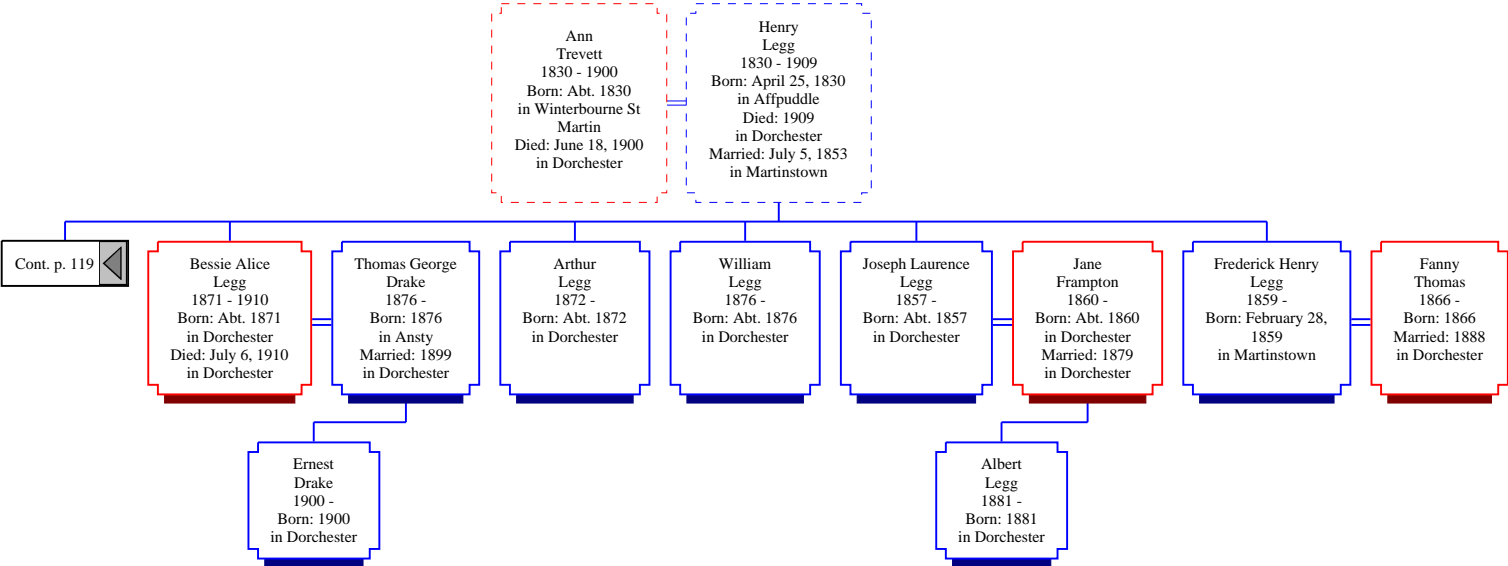 Ann
Trevett
1830 - 1900
Born: Abt. 1830
in Winterbourne St
Martin
Died: June 18, 1900
in Dorchester
Henry
Legg
1830 - 1909
Born: April 25, 1830
in Affpuddle
Died: 1909
in Dorchester
Married: July 5, 1853
in Martinstown
Cont. p. 119
Bessie Alice
Legg
1871 - 1910
Born: Abt. 1871
in Dorchester
Died: July 6, 1910
in Dorchester
Thomas George
Drake
1876 -
Born: 1876
in Ansty
Married: 1899
in Dorchester
Arthur
Legg
1872 -
Born: Abt. 1872
in Dorchester
William
Legg
1876 -
Born: Abt. 1876
in Dorchester
Joseph Laurence
Legg
1857 -
Born: Abt. 1857
in Dorchester
Jane
Frampton
1860 -
Born: Abt. 1860
in Dorchester
Married: 1879
in Dorchester
Frederick Henry
Legg
1859 -
Born: February 28,
1859
in Martinstown
Fanny
Thomas
1866 -
Born: 1866
Married: 1888
in Dorchester
Ernest
Drake
1900 -
Born: 1900
in Dorchester
Albert
Legg
1881 -
Born: 1881
in Dorchester